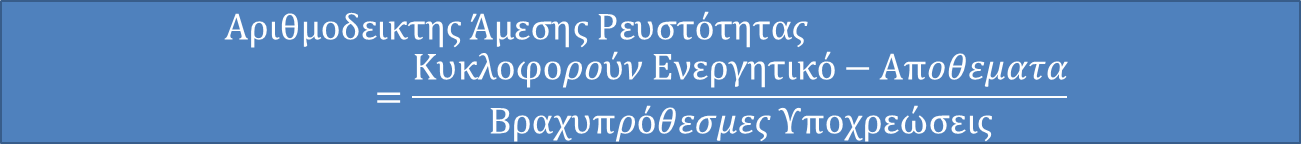 Αριθμοδεικτης Άμεσης Ρευστότητας
= Κυκλοφορούν Ενεργητικό − Αποθεματα
Βραχυπρόθεσμες Υποχρεώσεις